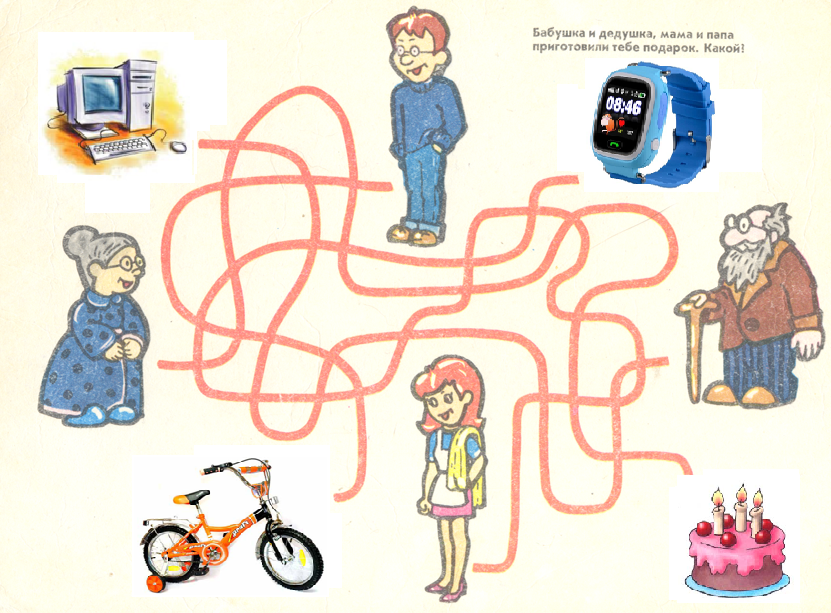 Бабушка и дедушка, мама и папа
приготовили тебе подарок. Какой!
08:46